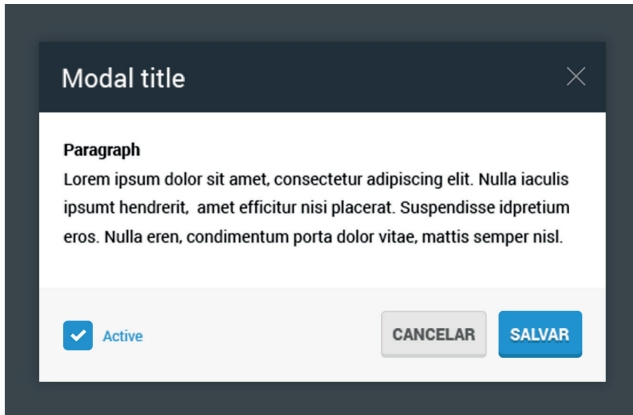 Modal title
Paragraph
Lorem ipsum dolor sit amet, consectetur adipiscing elit. Nulla iaculis
ipsumt hendrerit, amet efficitur nisi placerat. Suspendisse idpretium
eros. Nulla eren, condimentum porta dolor vitae, mattis semper nisl.
Active
CANCELAR
SALVAR